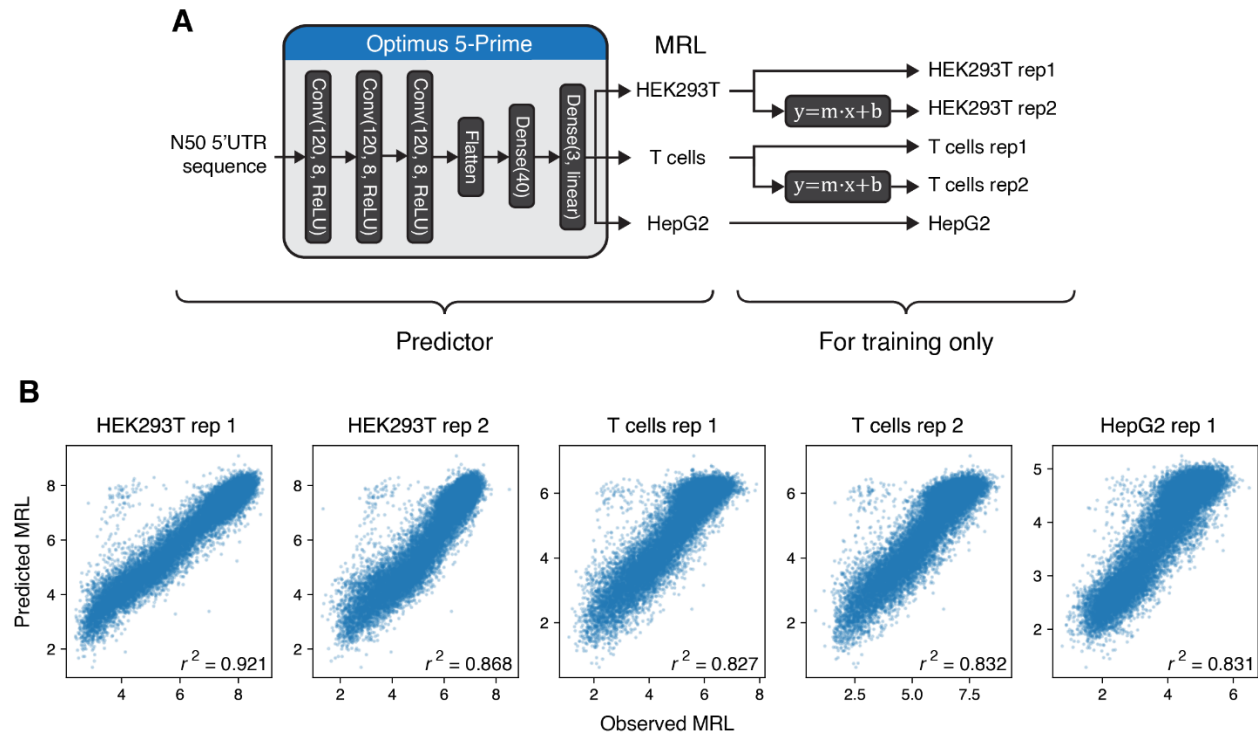 A
Optimus 5-Prime
N50 5'UTR
sequence
Conv(120, 8, ReLU)
Conv(120, 8, ReLU)
Conv(120, 8, ReLU)
Flatten
Dense(40)
Dense(3, linear)
MRL
HEK293T
T cells
HepG2
y=m·x+b
y=m·x+b
HEK293T rep1
HEK293T rep2
T cells rep1
T cells rep2
HepG2
Predictor
For training only
B
HEK293T rep 1
HEK293T rep 2
T cells rep 1
T cells rep 2
HepG2 rep 1
Predicted MRL
8
6
4
2
r² = 0.921
4
6
8
8
6
4
2
r² = 0.868
2
4
6
8
6
4
2
r² = 0.827
2
4
6
8
6
4
2
r² = 0.832
2.5
5.0
7.5
5
4
3
2
r² = 0.831
2
4
6
Observed MRL